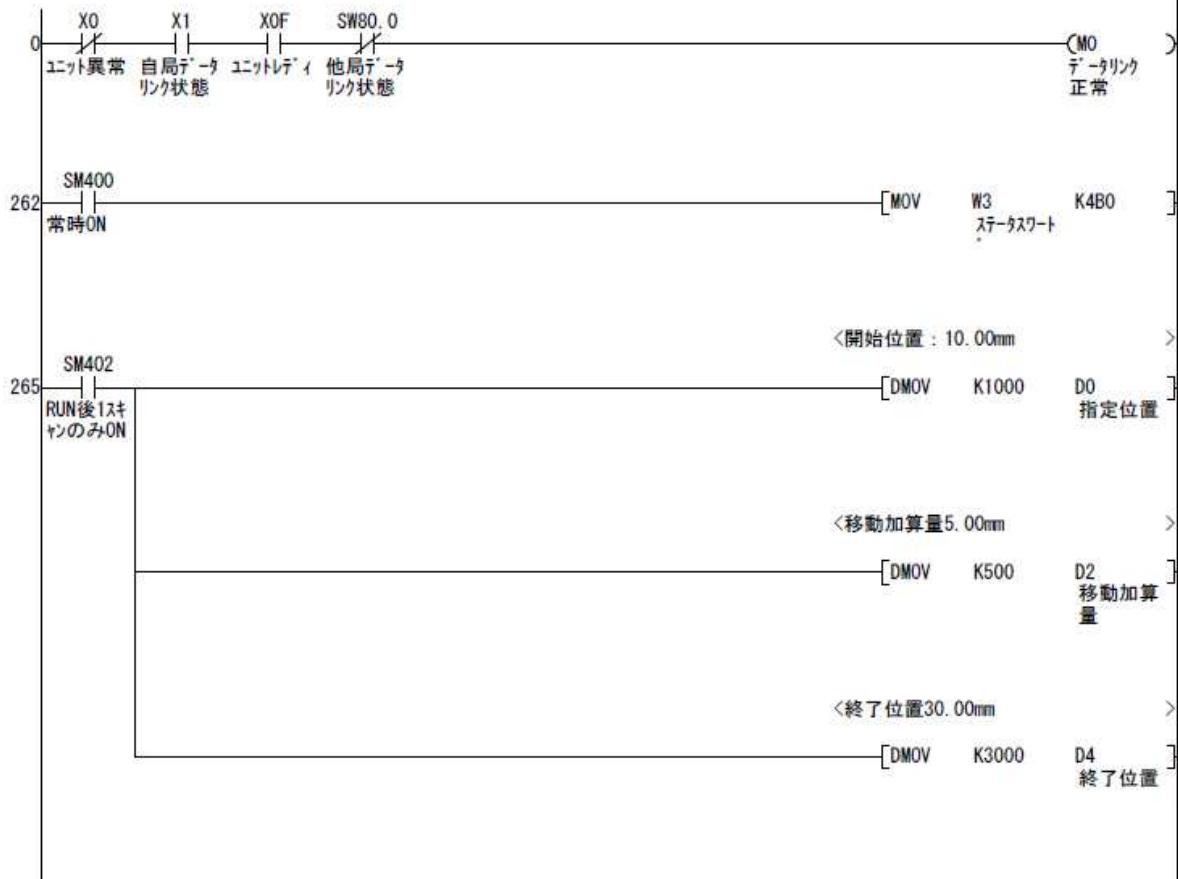 X0 X1 X0F SW80.0
0 (M0 )
ﾕﾆｯﾄ異常 自局ﾃﾞｰﾀ ﾕﾆｯﾄﾚﾃﾞｨ 他局ﾃﾞｰﾀ ﾃﾞｰﾀﾘﾝｸ
ﾘﾝｸ状態 ﾘﾝｸ状態 正常
SM400
262 [MOV W3 K4B0 ]
常時ON ｽﾃｰﾀｽﾜｰﾄ
ﾞ
<開始位置：10.00mm >
SM402
265 [DMOV K1000 D0 ]
RUN後1ｽｷ 指定位置
ｬﾝのみON
<移動加算量5.00mm >
[DMOV K500 D2 ]
移動加算
量
<終了位置30.00mm >
[DMOV K3000 D4 ]
終了位置